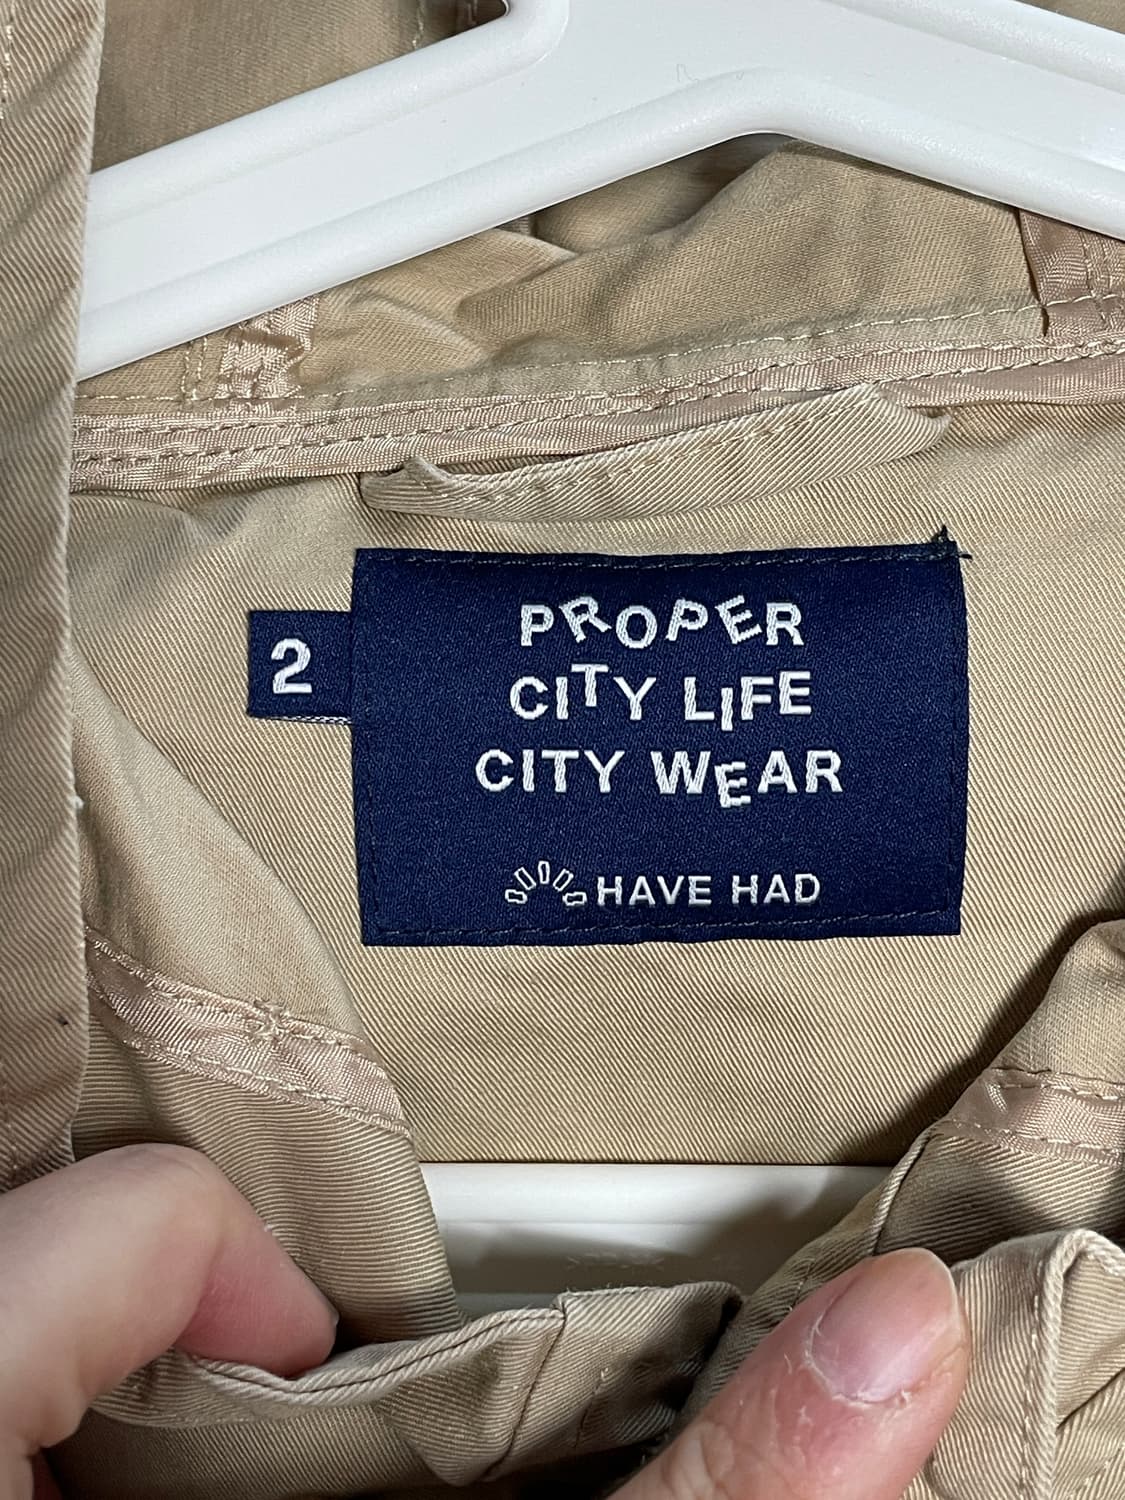 2
PROPER
CITY LIFE
CITY WEAR
HAVE HAD